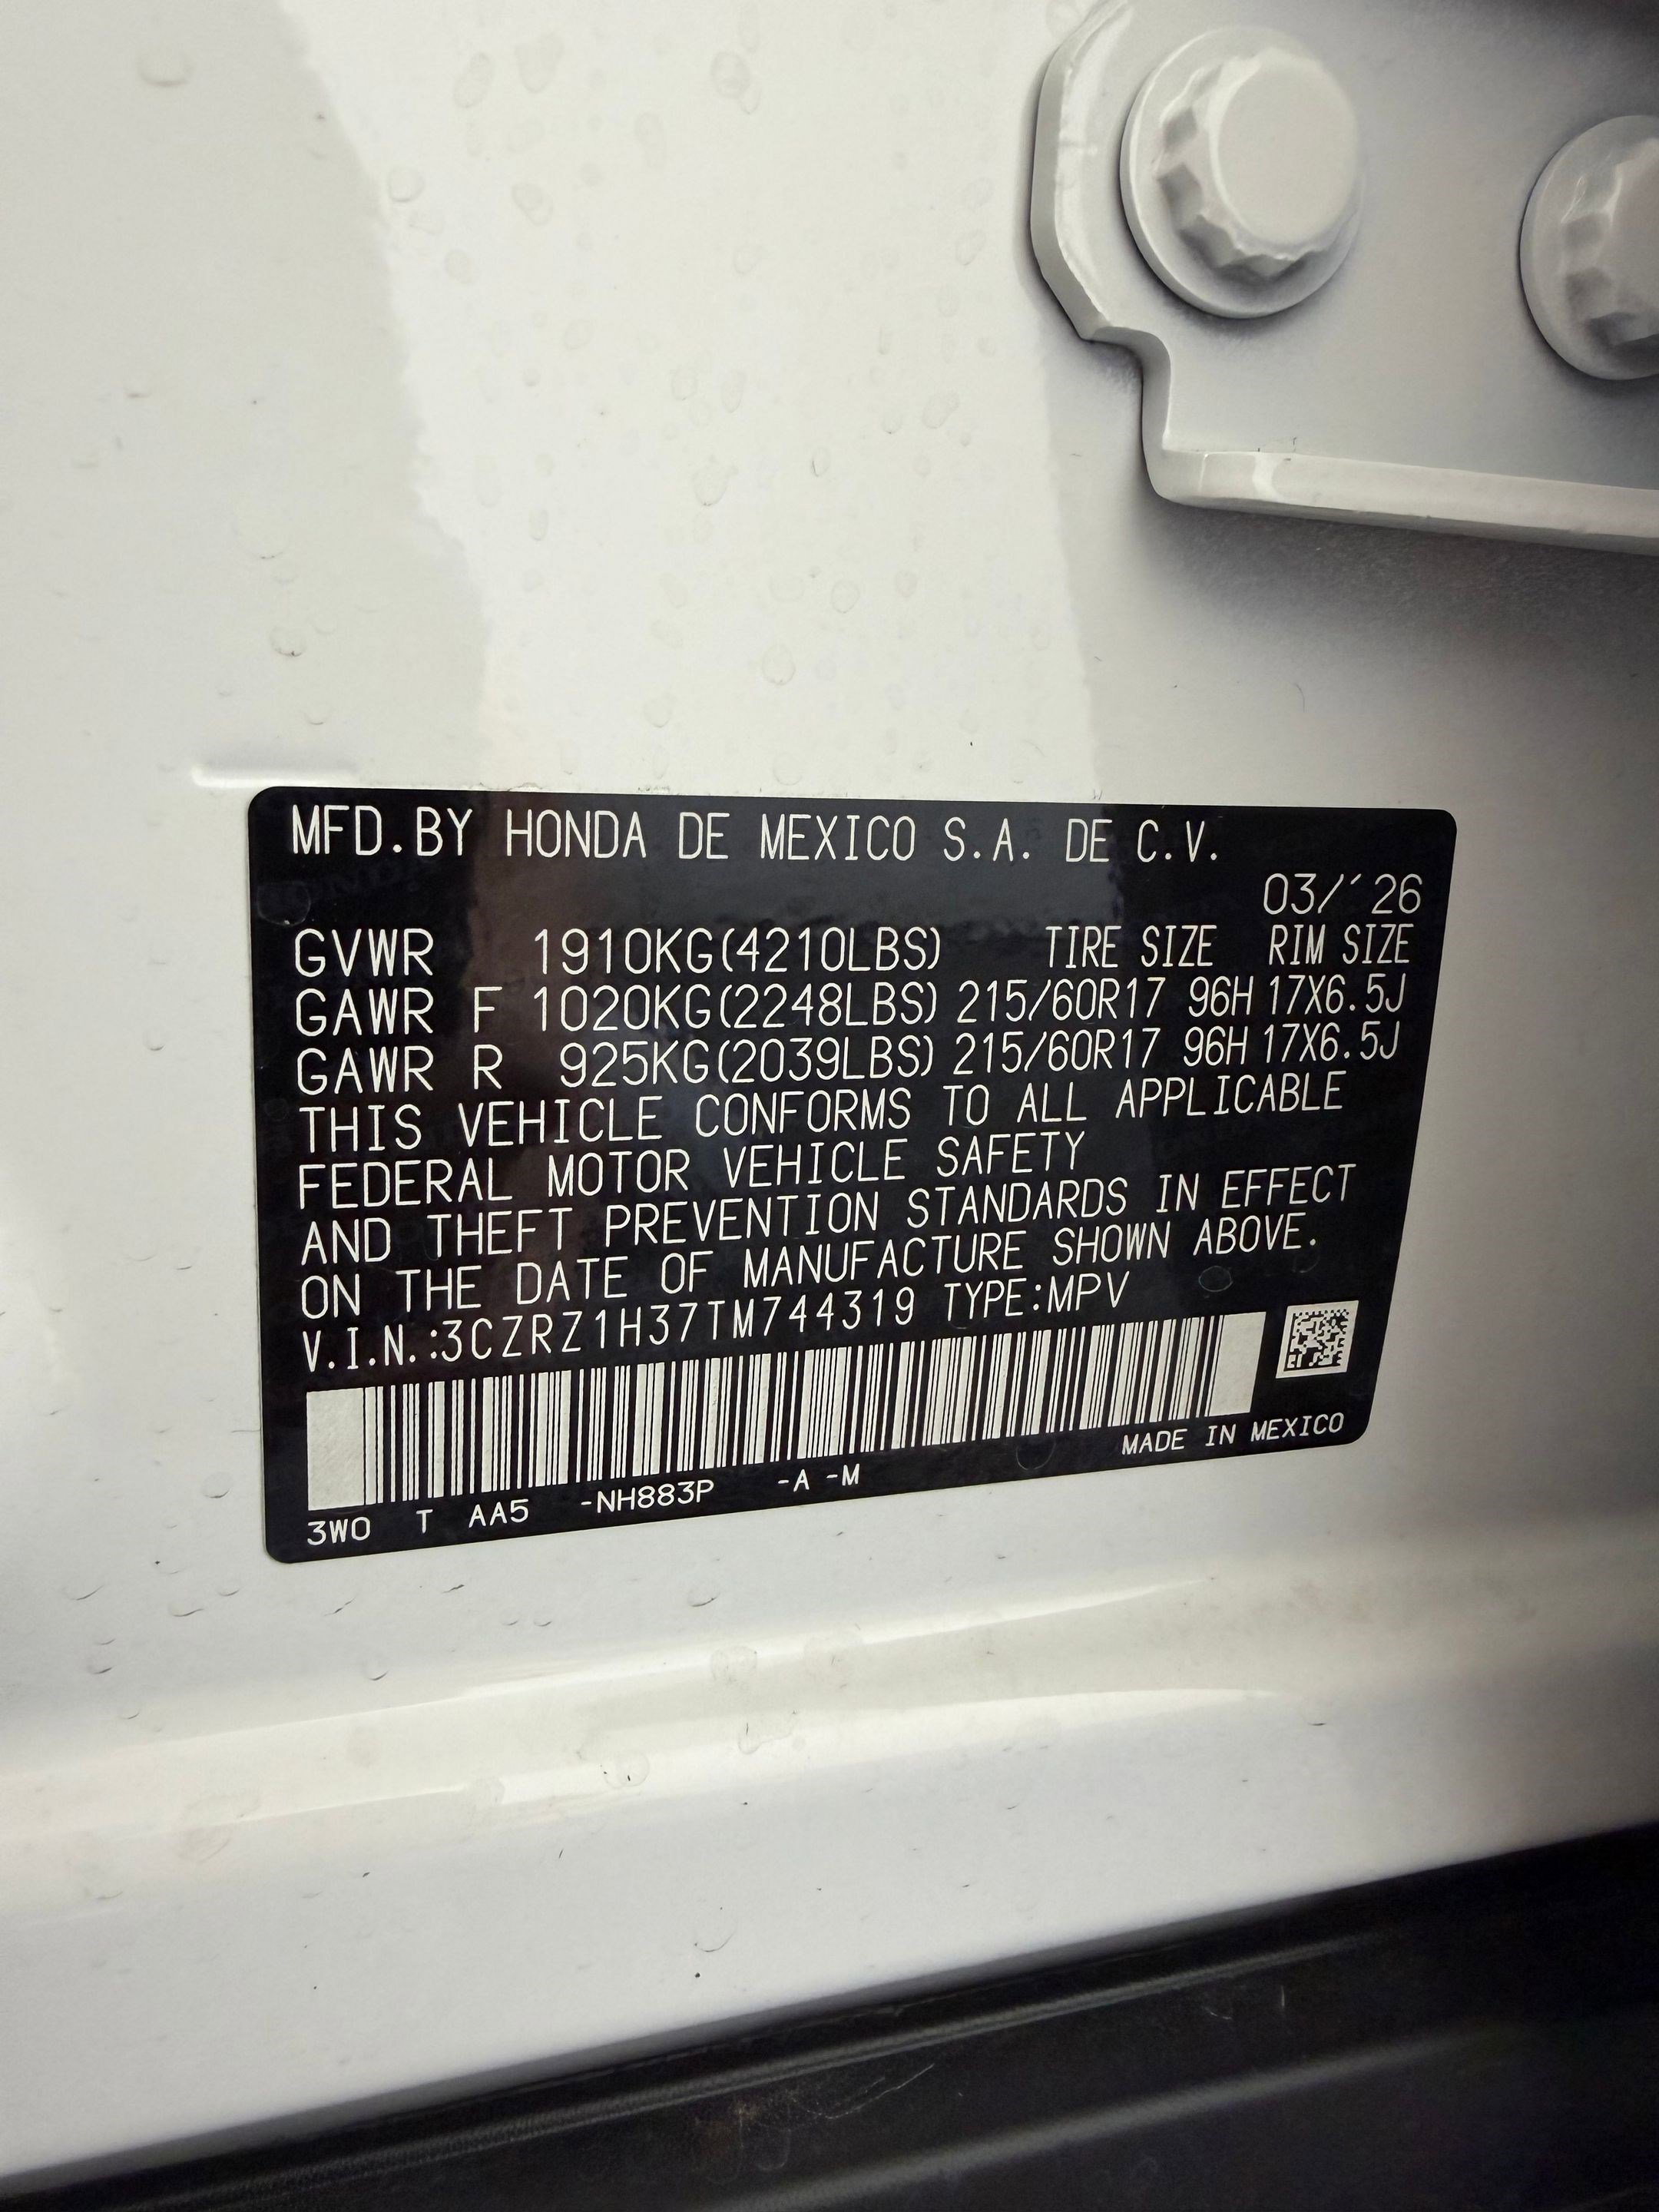 MFD.BY HONDA DE MEXICO S.A. DE C.V.
03/´26
GVWR 1910KG(4210LBS) TIRE SIZE RIM SIZE
GAWR F 1020KG(2248LBS) 215/60R17 96H 17X6.5J
GAWR R 925KG(2039LBS) 215/60R17 96H 17X6.5J
THIS VEHICLE CONFORMS TO ALL APPLICABLE
FEDERAL MOTOR VEHICLE SAFETY
AND THEFT PREVENTION STANDARDS IN EFFECT
ON THE DATE OF MANUFACTURE SHOWN ABOVE.
V.I.N.:3CZRZ1H37TM744319 TYPE:MPV
MADE IN MEXICO
3WO T AA5 -NH883P -A -M